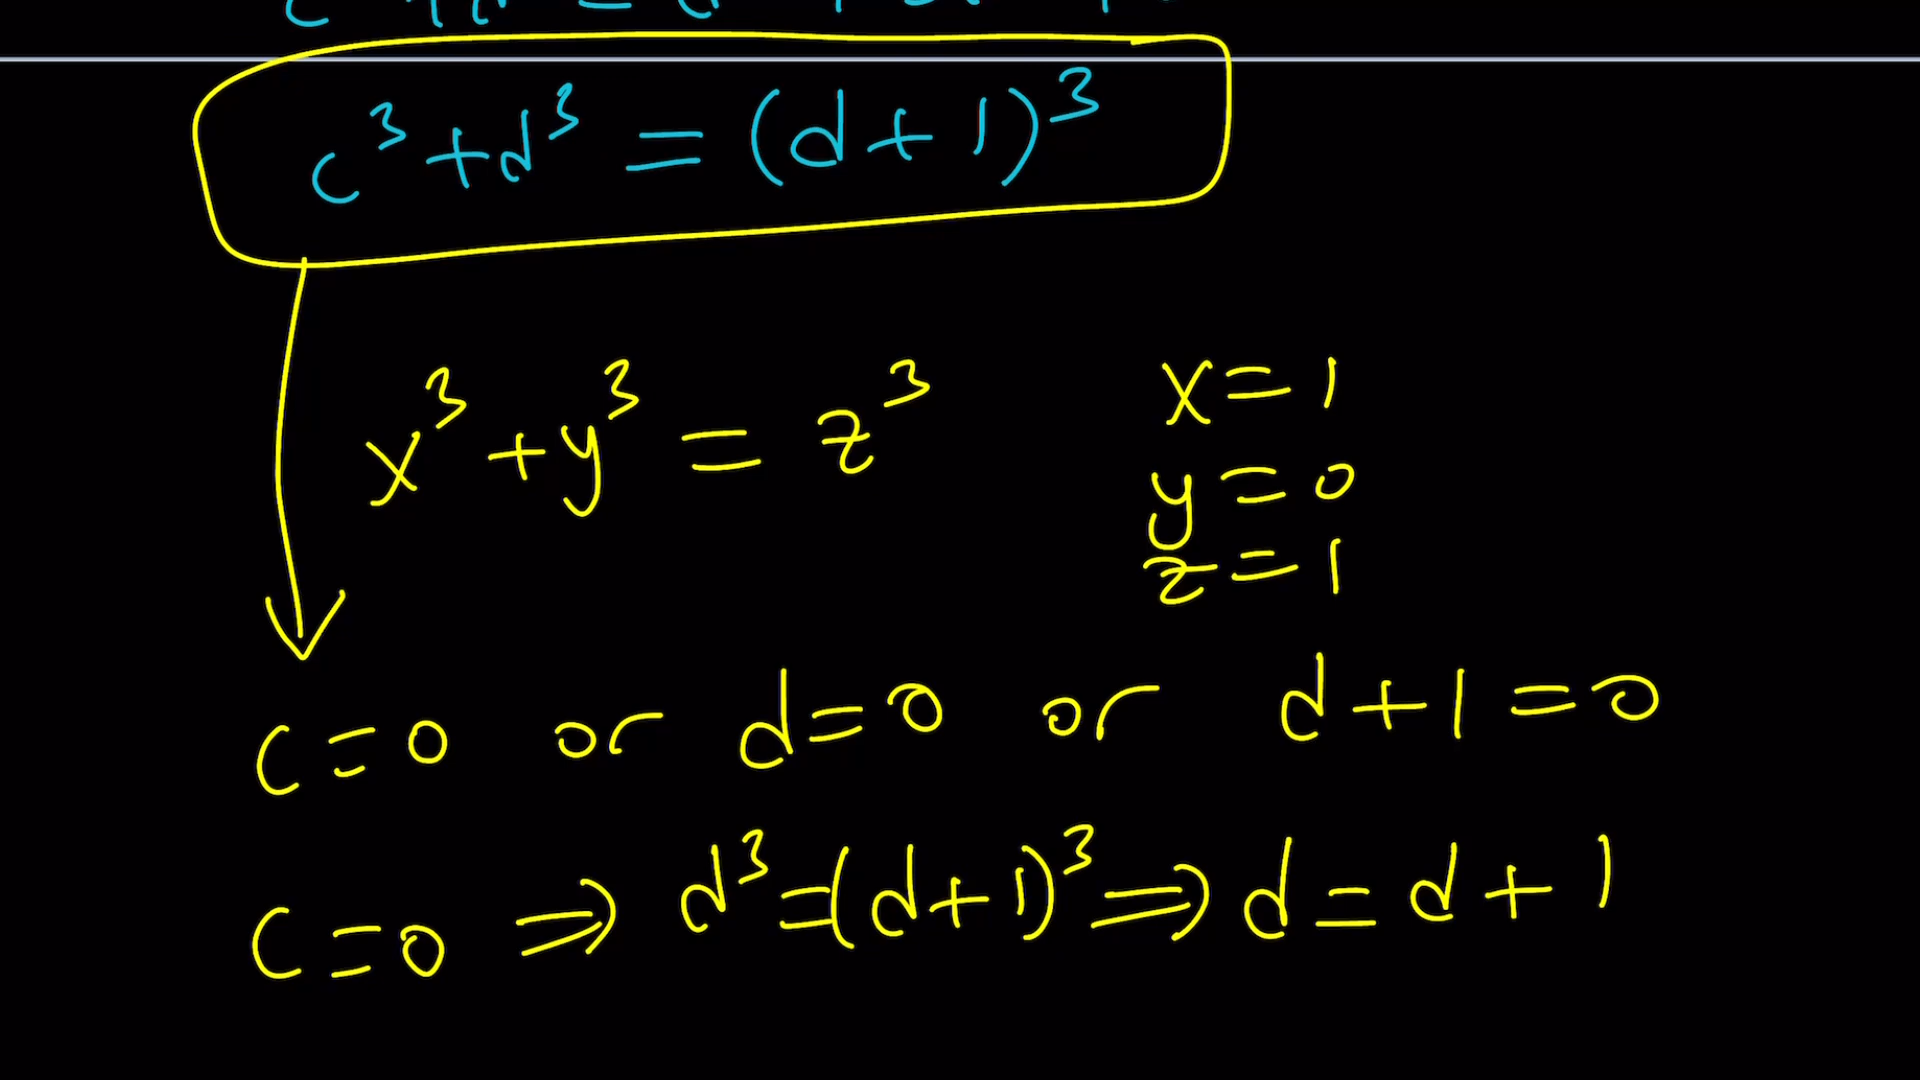 c³+d³ = (d+1)³
x³+y³ = z³
x=1
y=0
z=1
c=0 or d=0 or d+1=0
c=0 ⇒ d³=(d+1)³ ⇒ d=d+1